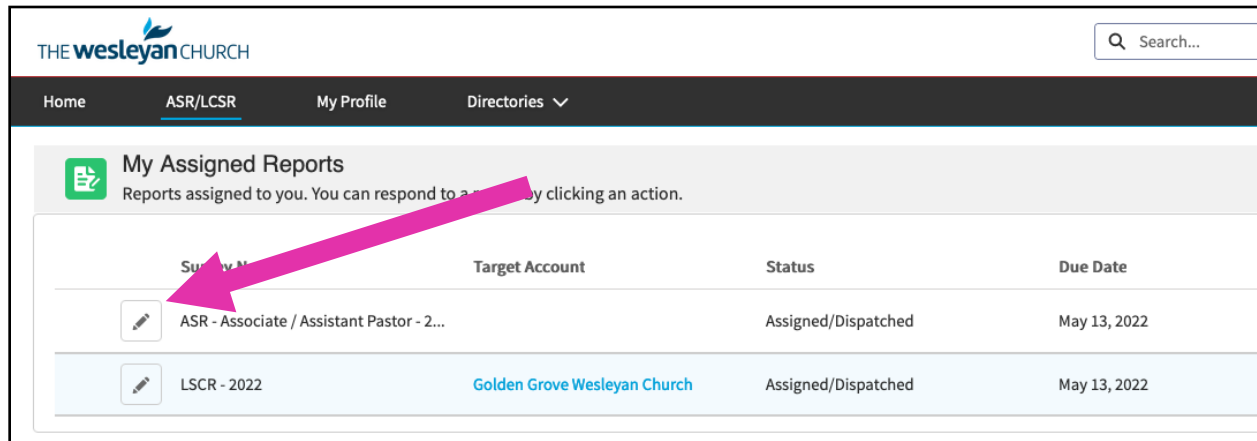 THE wesleyan CHURCH
Search...
Home ASR/LCSR My Profile Directories
My Assigned Reports
Reports assigned to you. You can respond to a by clicking an action.
Target Account Status Due Date
ASR - Associate / Assistant Pastor - 2... Assigned/Dispatched May 13, 2022
LSCR - 2022 Golden Grove Wesleyan Church Assigned/Dispatched May 13, 2022